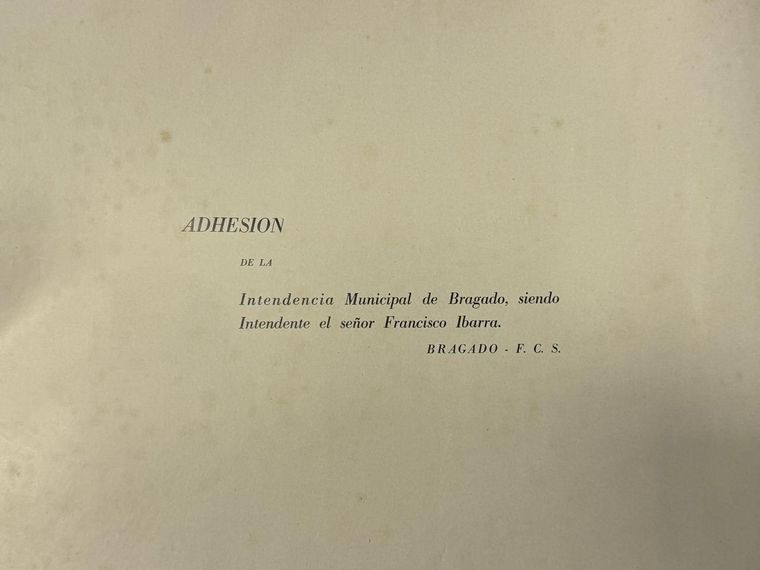 ADHESION
DE LA
Intendencia Municipal de Bragado, siendo
Intendente el señor Francisco Ibarra.
BRAGADO - F. C. S.